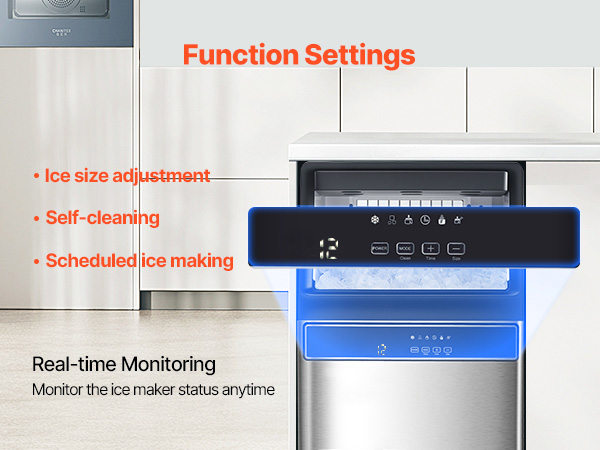 Function Settings
• Ice size adjustment
• Self-cleaning
• Scheduled ice making
12
POWER
MODE
+
−
Clean
Time
Size
Real-time Monitoring
Monitor the ice maker status anytime